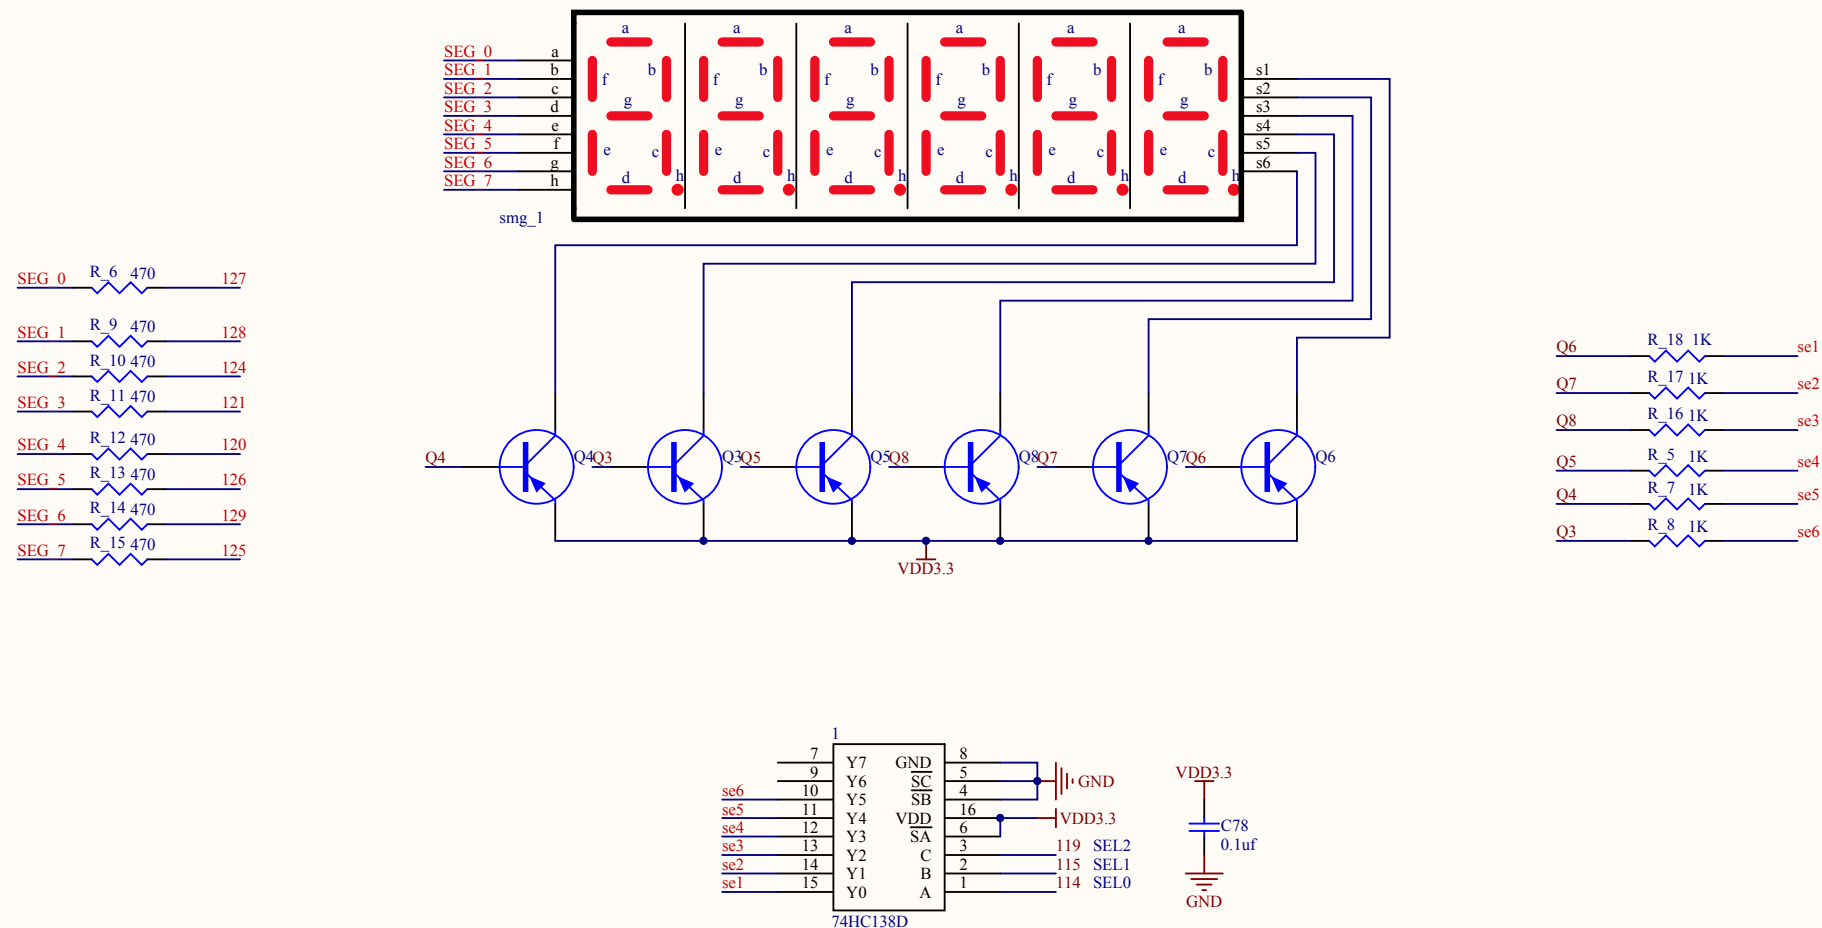 a a a a a a
SEG_0 a
SEG_1 b
SEG_2 c
SEG_3 d
SEG_4 e
SEG_5 f
SEG_6 g
SEG_7 h
f b f b f b f b f b f b
g g g g g g
e c e c e c e c e c e c
d h d h d h d h d h d h
s1
s2
s3
s4
s5
s6
smg_1
SEG_0 R_6 470 127
SEG_1 R_9 470 128
SEG_2 R_10 470 124
SEG_3 R_11 470 121
SEG_4 R_12 470 120
SEG_5 R_13 470 126
SEG_6 R_14 470 129
SEG_7 R_15 470 125
Q4 Q4 Q3 Q3 Q5 Q5 Q8 Q8 Q7 Q7 Q6 Q6
VDD3.3
Q6 R_18 1K se1
Q7 R_17 1K se2
Q8 R_16 1K se3
Q5 R_5 1K se4
Q4 R_7 1K se5
Q3 R_8 1K se6
1
7 Y7 GND 8
9 Y6 SC 5 GND
se6 10 Y5 SB 4
se5 11 Y4 VDD 16 VDD3.3
se4 12 Y3 SA 6
se3 13 Y2 C 3 119 SEL2
se2 14 Y1 B 2 115 SEL1
se1 15 Y0 A 1 114 SEL0
74HC138D
VDD3.3
C78
0.1uf
GND